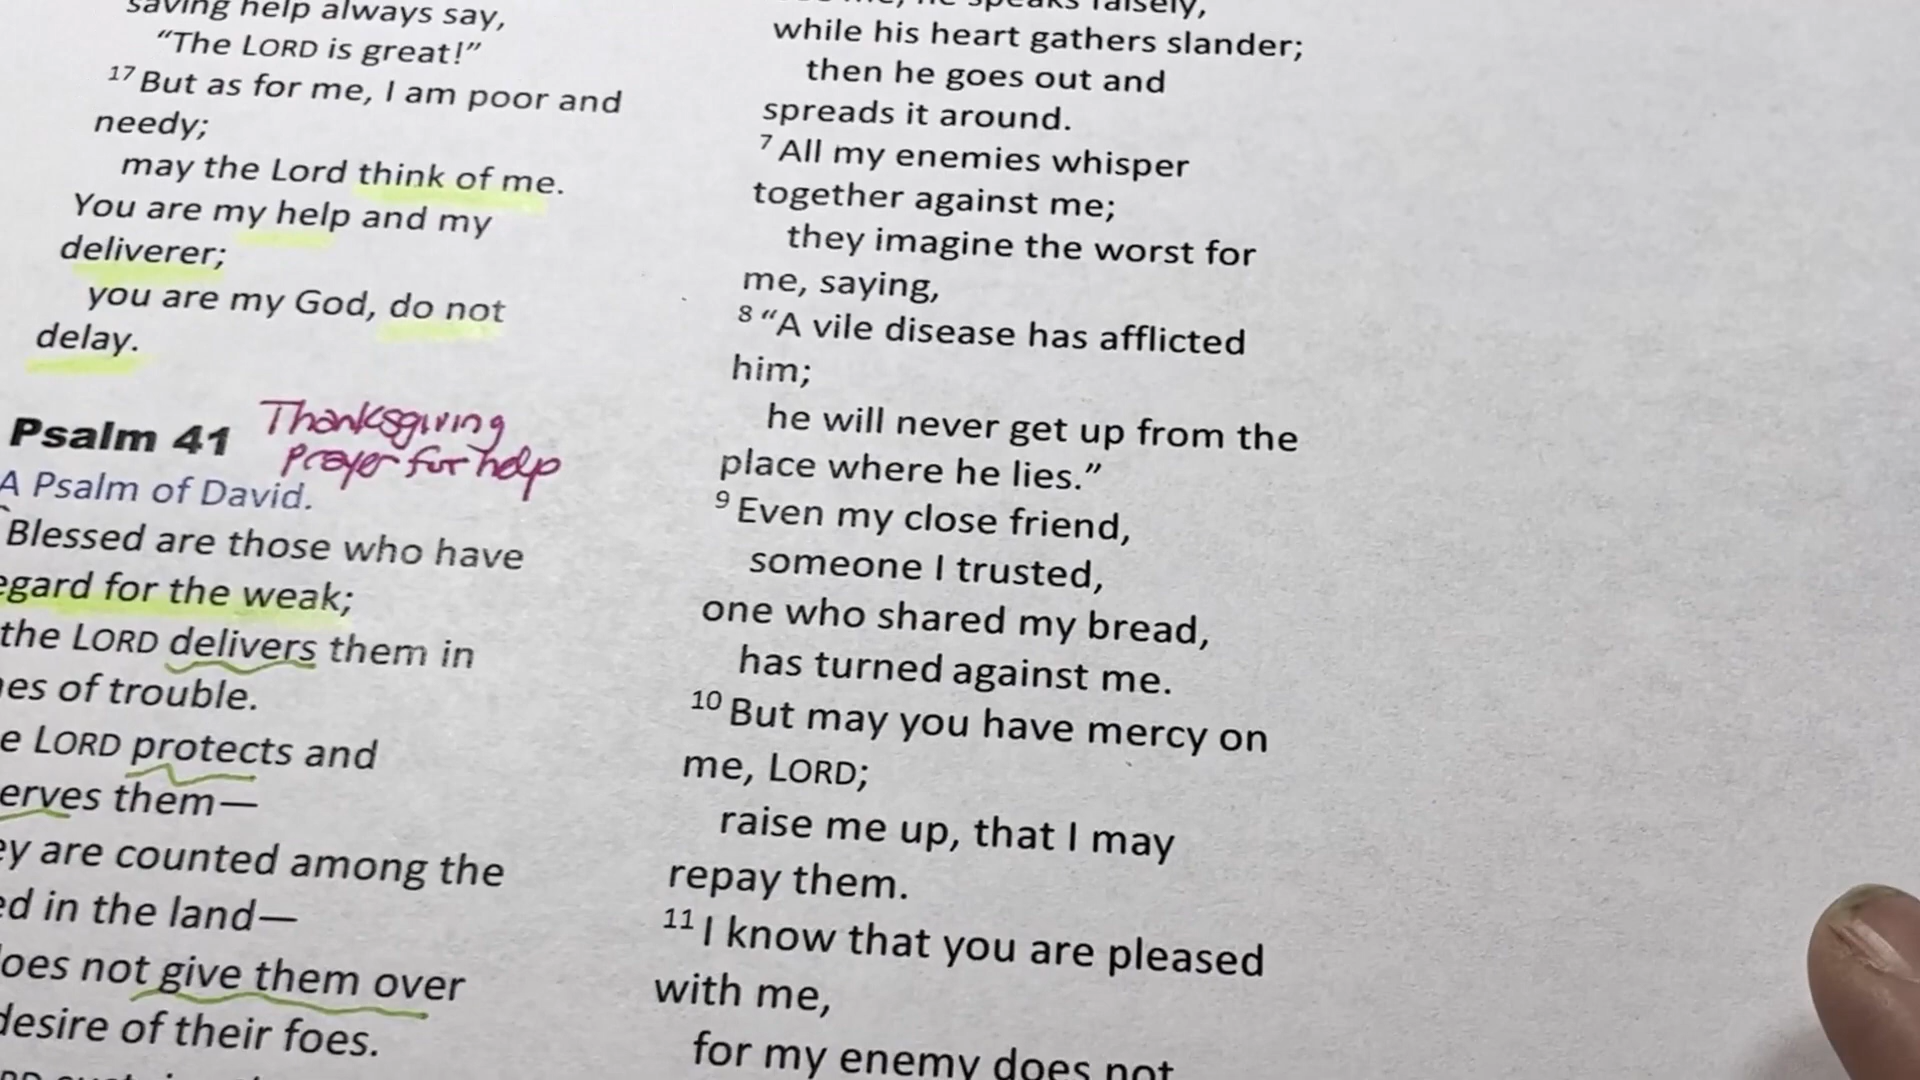 saving help always say,
“The LORD is great!”
17 But as for me, I am poor and
needy;
may the Lord think of me.
You are my help and my
deliverer;
you are my God, do not
delay.
Psalm 41
Thanksgiving
Prayer for help
A Psalm of David.
Blessed are those who have
egard for the weak;
the LORD delivers them in
es of trouble.
e LORD protects and
erves them—
ey are counted among the
ed in the land—
oes not give them over
desire of their foes.
he speaks falsely,
while his heart gathers slander;
then he goes out and
spreads it around.
7 All my enemies whisper
together against me;
they imagine the worst for
me, saying,
8 “A vile disease has afflicted
him;
he will never get up from the
place where he lies.”
9 Even my close friend,
someone I trusted,
one who shared my bread,
has turned against me.
10 But may you have mercy on
me, LORD;
raise me up, that I may
repay them.
11 I know that you are pleased
with me,
for my enemy does not